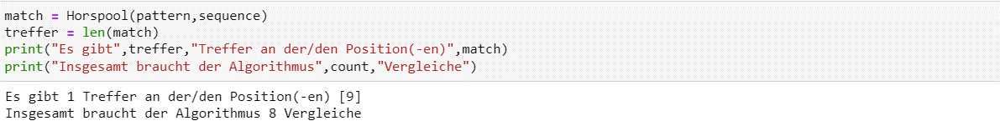 match = Horspool(pattern,sequence)
treffer = len(match)
print("Es gibt",treffer,"Treffer an der/den Position(-en)",match)
print("Insgesamt braucht der Algorithmus",count,"Vergleiche")
Es gibt 1 Treffer an der/den Position(-en) [9]
Insgesamt braucht der Algorithmus 8 Vergleiche